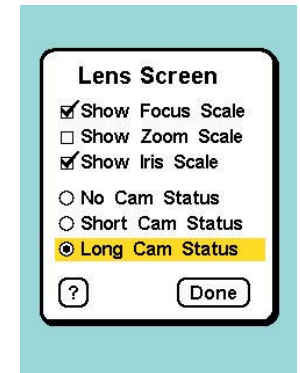 Lens Screen
Show Focus Scale
Show Zoom Scale
Show Iris Scale
No Cam Status
Short Cam Status
Long Cam Status
? Done